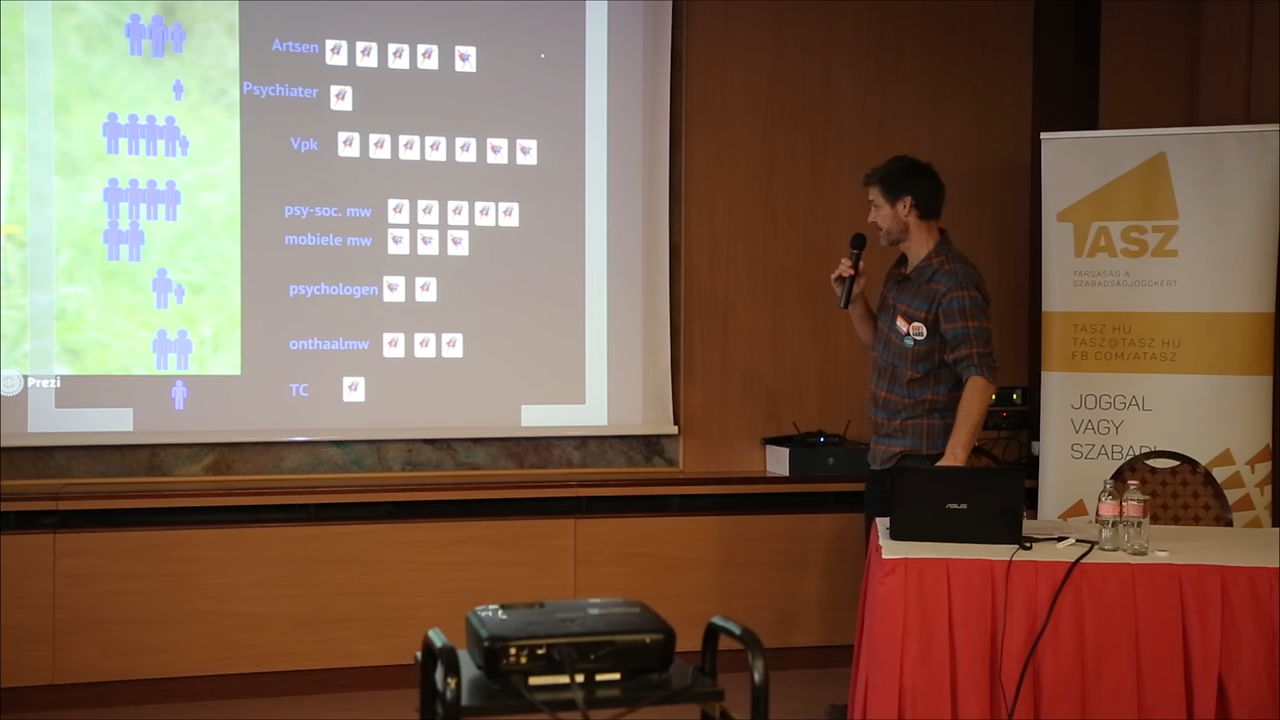 Artsen
Psychiater
Vpk
psy-soc. mw
mobiele mw
psychologen
onthaalmw
TC
Prezi
TASZ
TÁRSASÁG A
SZABADSÁGJOGOKÉRT
TASZ.HU
TASZ@TASZ.HU
FB.COM/ATASZ
JOGGAL
VAGY
SZABAD!
ASUS